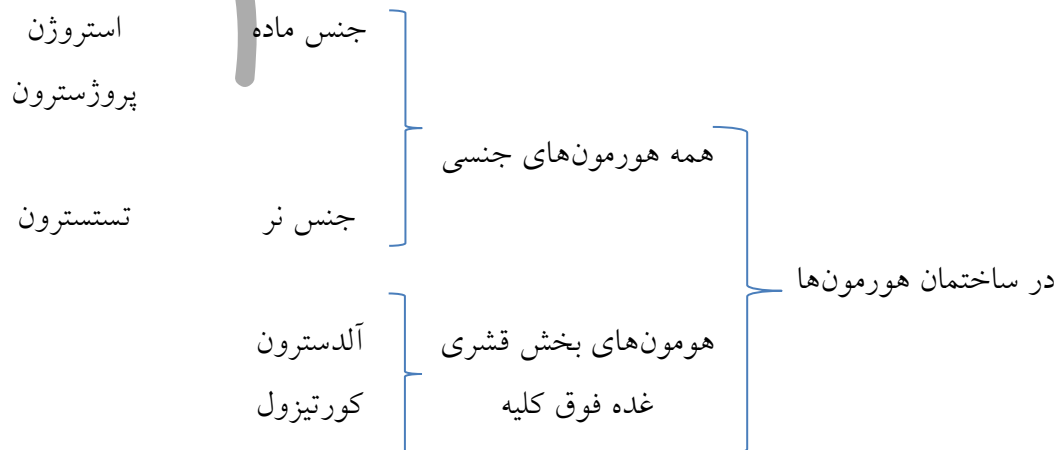 جنس ماده استروژن
پروژسترون
همه هورمون‌های جنسی
جنس نر تستسترون
در ساختمان هورمون‌ها
هومون‌های بخش قشری آلدسترون
غده فوق کلیه کورتیزول